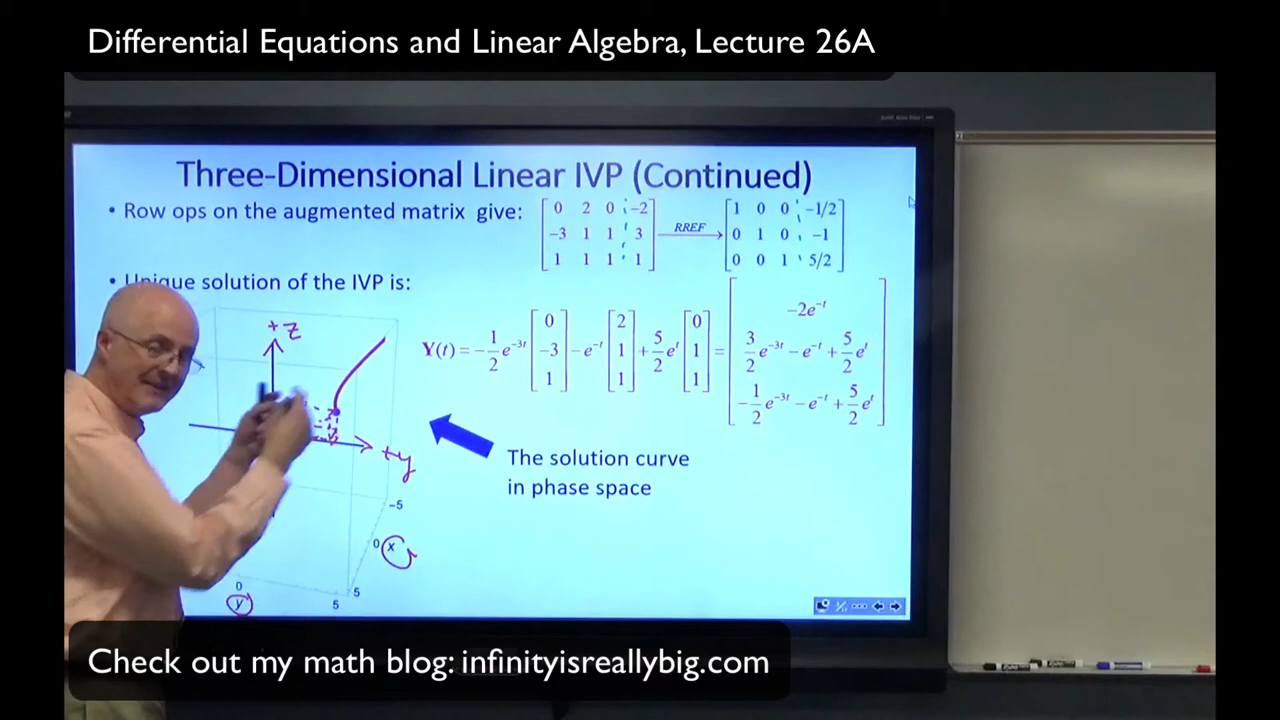 Differential Equations and Linear Algebra, Lecture 26A
Three-Dimensional Linear IVP (Continued)
• Row ops on the augmented matrix give: [0 2 0 ¦ -2; -3 1 1 ¦ 3; 1 1 1 ¦ 1] RREF → [1 0 0 ¦ -1/2; 0 1 0 ¦ -1; 0 0 1 ¦ 5/2]
• Unique solution of the IVP is:
Y(t) = -1/2 e^{-3t} [0; -3; 1] - e^{-t} [2; 1; 1] + 5/2 e^t [0; 1; 1] = [-2e^{-t}; 3/2 e^{-3t} - e^{-t} + 5/2 e^t; -1/2 e^{-3t} - e^{-t} + 5/2 e^t]
+z
+y
The solution curve
in phase space
-5
0 x
5
0
y
5
Check out my math blog: infinityisreallybig.com